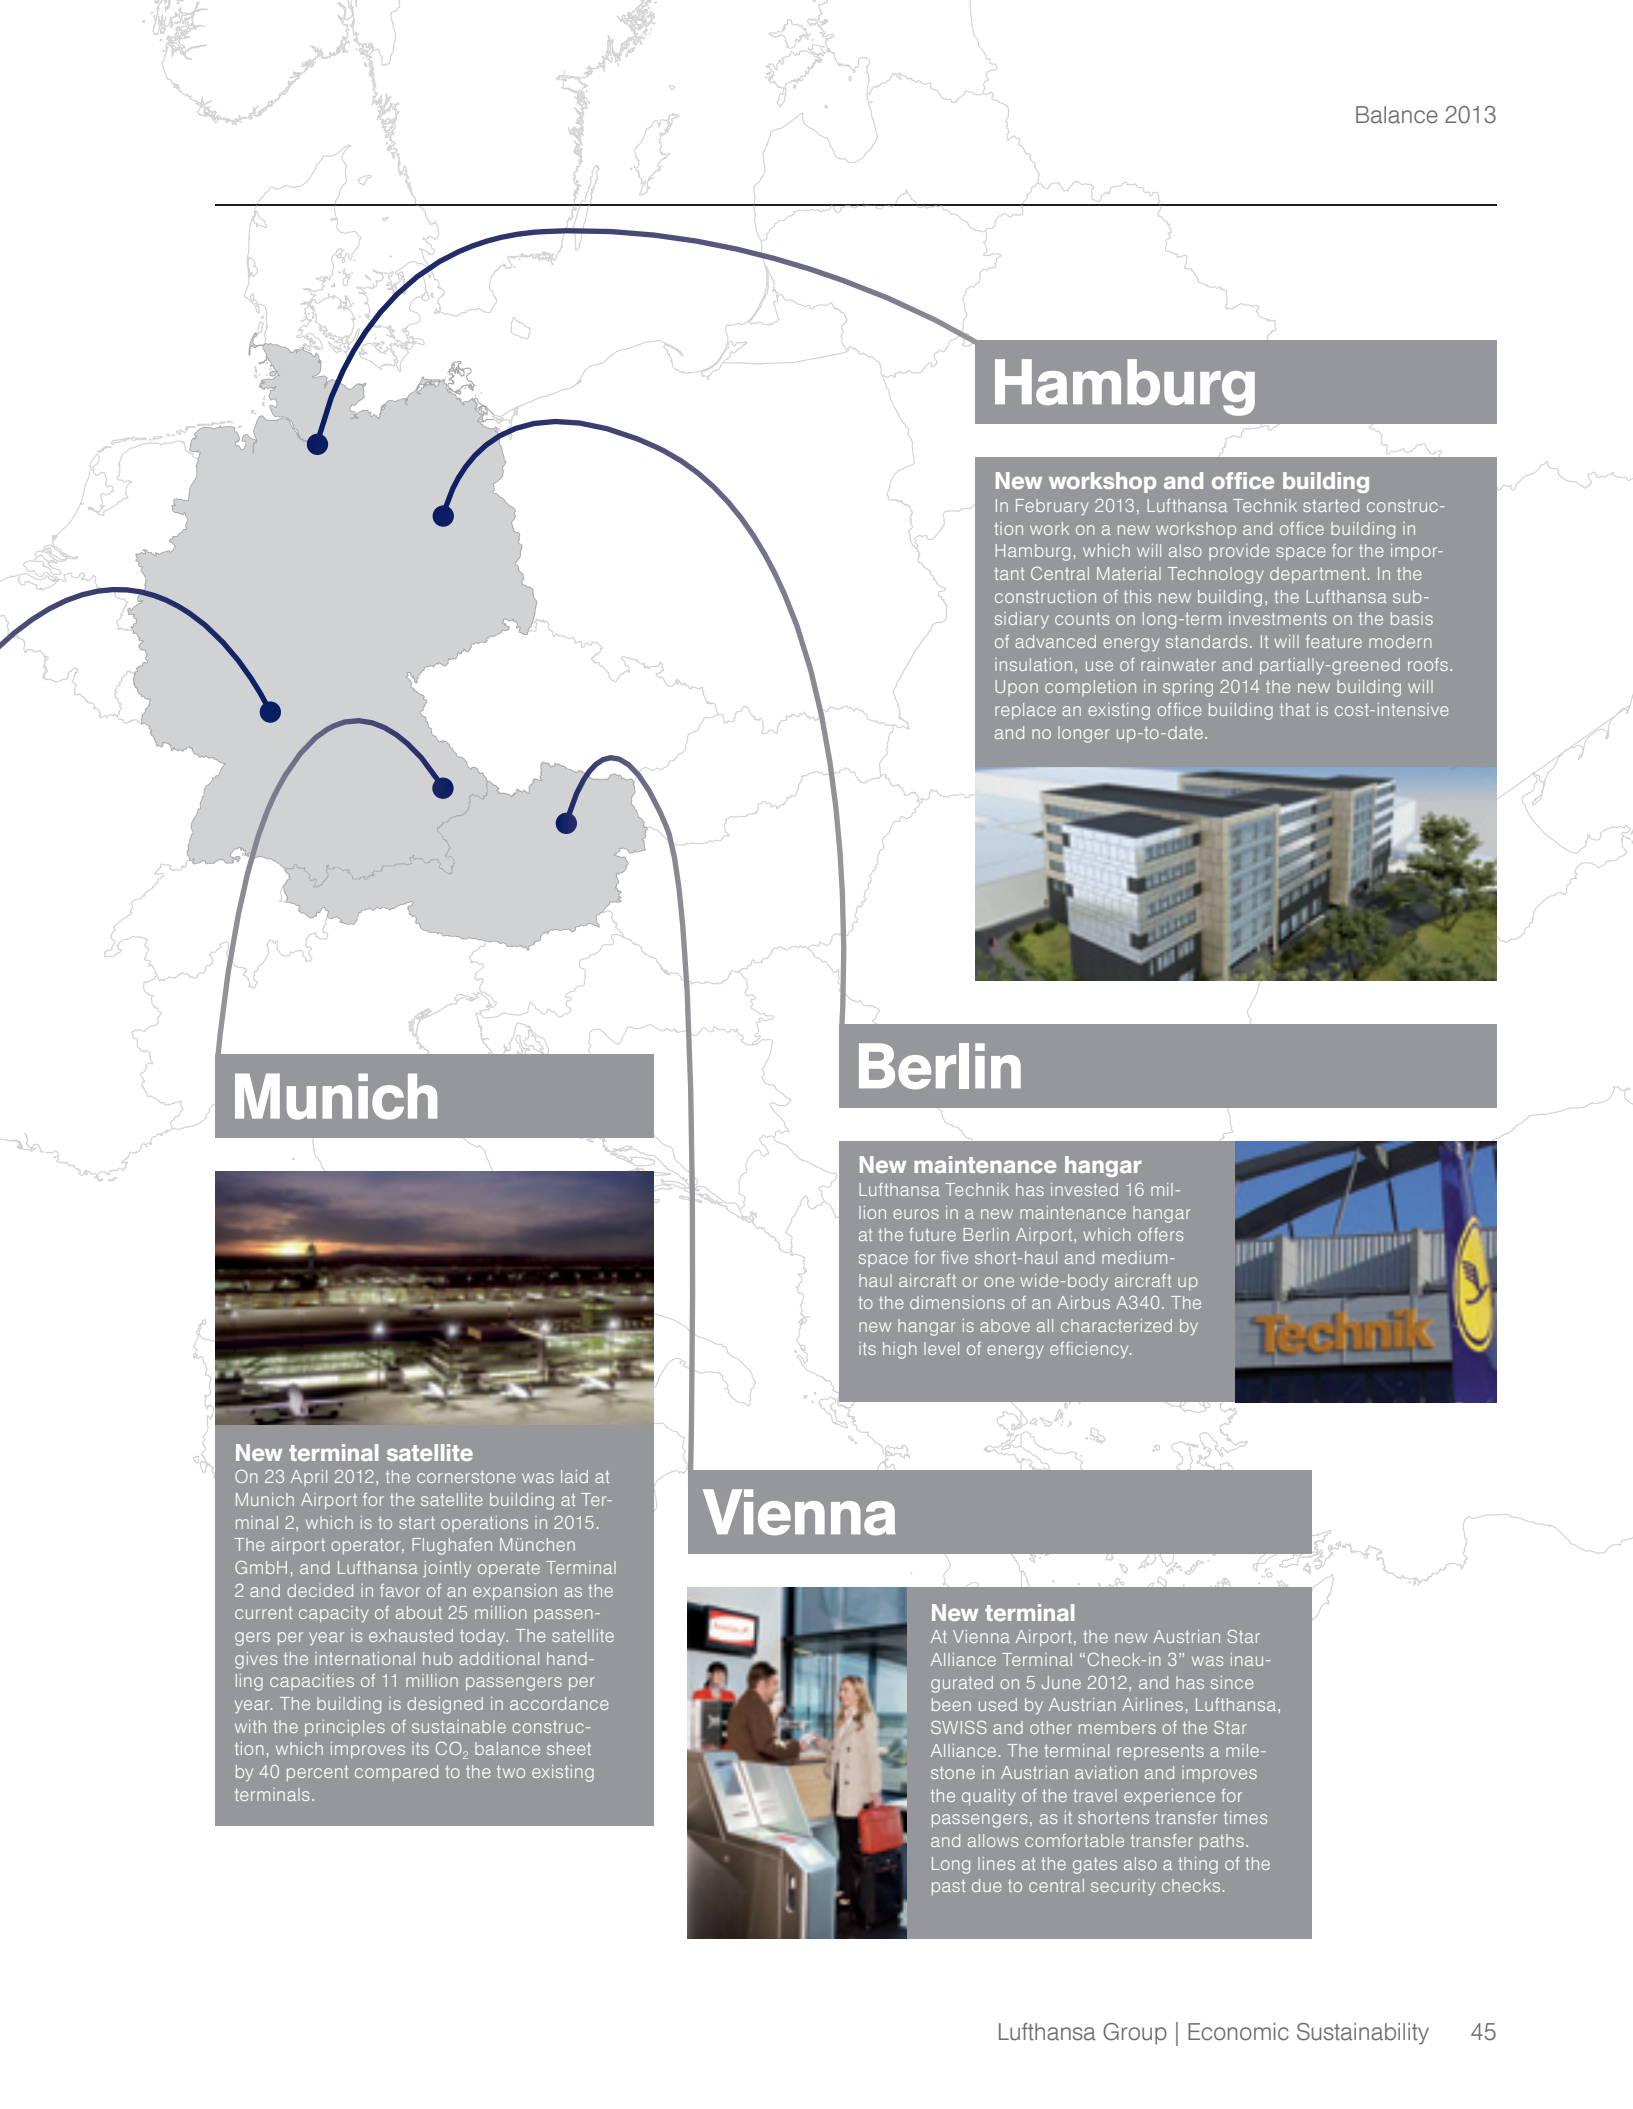 Balance 2013
Hamburg
New workshop and office building
In February 2013, Lufthansa Technik started construc-
tion work on a new workshop and office building in
Hamburg, which will also provide space for the impor-
tant Central Material Technology department. In the
construction of this new building, the Lufthansa sub-
sidiary counts on long-term investments on the basis
of advanced energy standards. It will feature modern
insulation, use of rainwater and partially-greened roofs.
Upon completion in spring 2014 the new building will
replace an existing office building that is cost-intensive
and no longer up-to-date.
Berlin
New maintenance hangar
Lufthansa Technik has invested 16 mil-
lion euros in a new maintenance hangar
at the future Berlin Airport, which offers
space for five short-haul and medium-
haul aircraft or one wide-body aircraft up
to the dimensions of an Airbus A340. The
new hangar is above all characterized by
its high level of energy efficiency.
Technik
Munich
New terminal satellite
On 23 April 2012, the cornerstone was laid at
Munich Airport for the satellite building at Ter-
minal 2, which is to start operations in 2015.
The airport operator, Flughafen München
GmbH, and Lufthansa jointly operate Terminal
2 and decided in favor of an expansion as the
current capacity of about 25 million passen-
gers per year is exhausted today. The satellite
gives the international hub additional hand-
ling capacities of 11 million passengers per
year. The building is designed in accordance
with the principles of sustainable construc-
tion, which improves its CO₂ balance sheet
by 40 percent compared to the two existing
terminals.
Vienna
New terminal
At Vienna Airport, the new Austrian Star
Alliance Terminal “Check-in 3” was inau-
gurated on 5 June 2012, and has since
been used by Austrian Airlines, Lufthansa,
SWISS and other members of the Star
Alliance. The terminal represents a mile-
stone in Austrian aviation and improves
the quality of the travel experience for
passengers, as it shortens transfer times
and allows comfortable transfer paths.
Long lines at the gates also a thing of the
past due to central security checks.
Lufthansa Group | Economic Sustainability 45